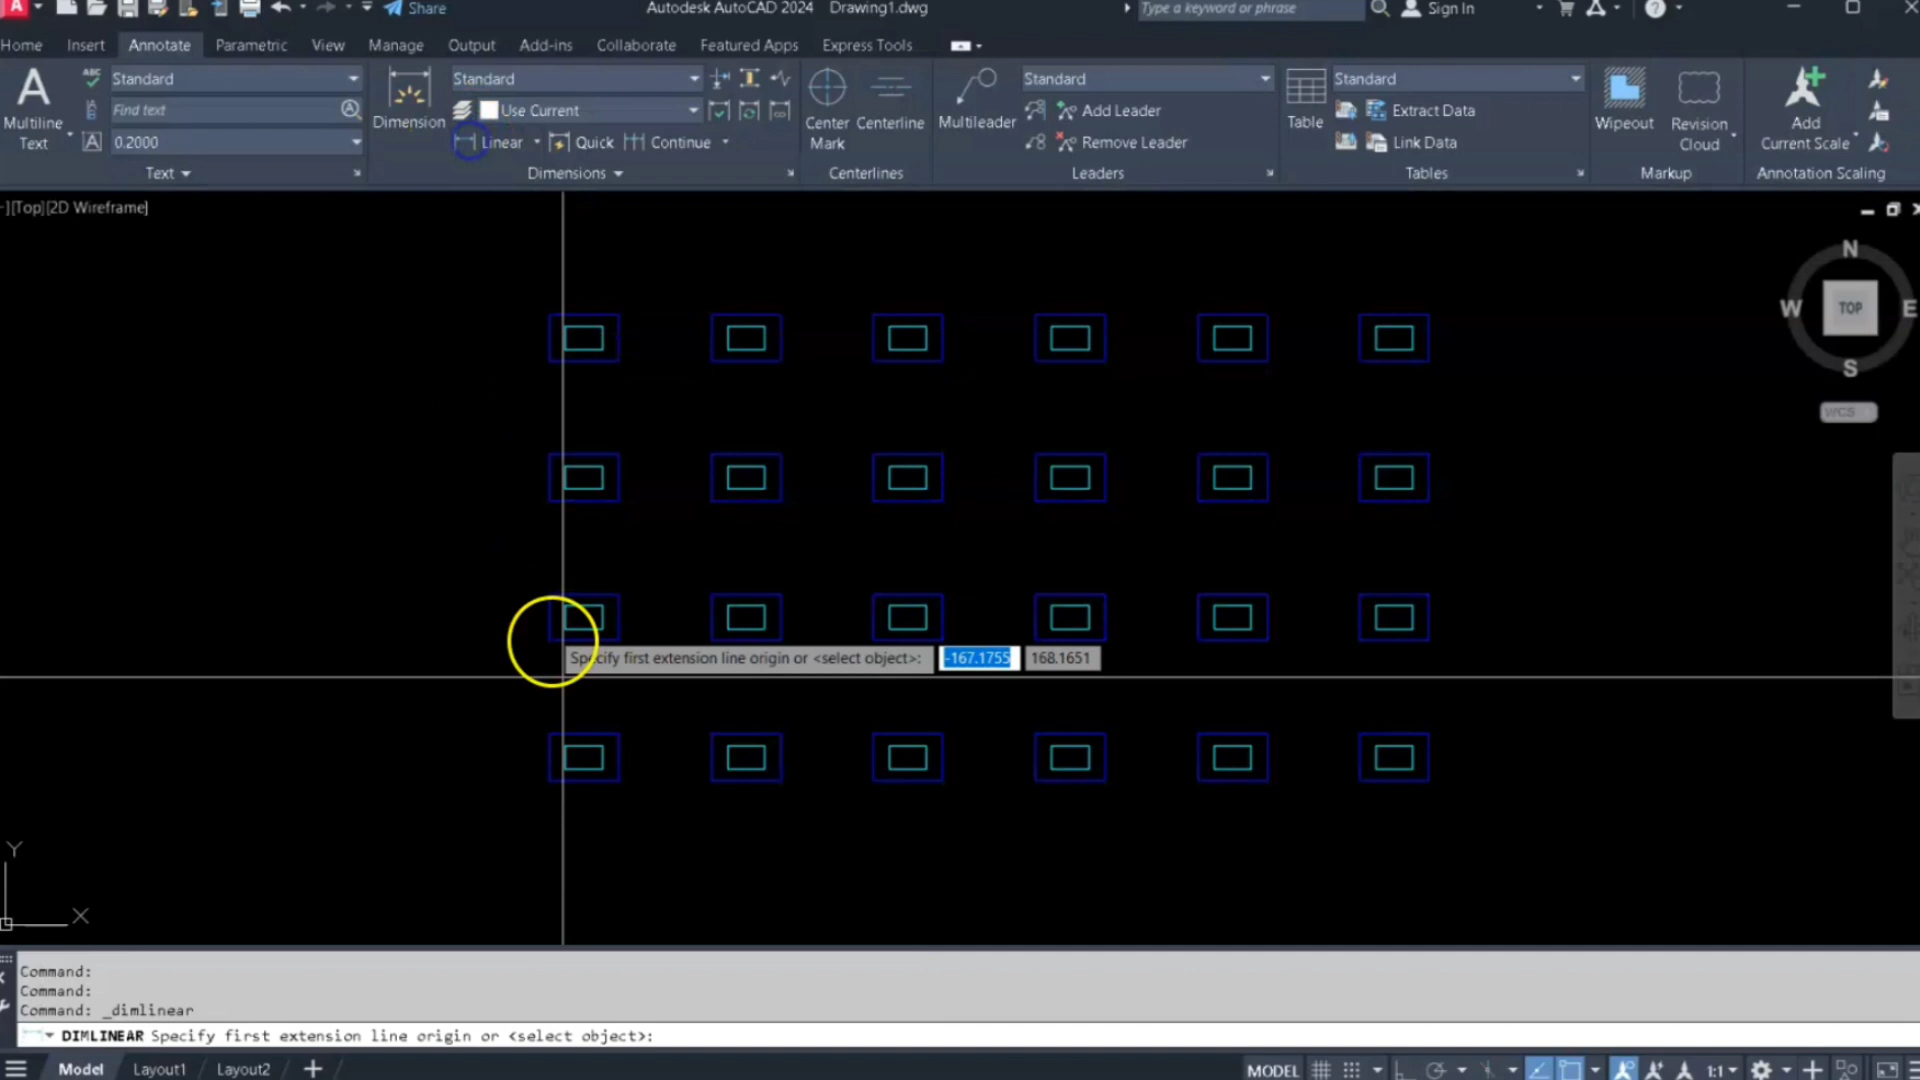 A Share Autodesk AutoCAD 2024 Drawing1.dwg Type a keyword or phrase Sign In ?
Home Insert Annotate Parametric View Manage Output Add-ins Collaborate Featured Apps Express Tools
A
Multiline
Text
ABC Standard
Find text
A 0.2000
Text
Dimension
Standard
Use Current
Linear Quick Continue
Dimensions
Center
Mark
Centerline
Centerlines
Multileader
Standard
Add Leader
Remove Leader
Leaders
Table
Standard
Extract Data
Link Data
Tables
Wipeout
Revision
Cloud
Markup
Add
Current Scale
Annotation Scaling
-][Top][2D Wireframe]
N
W TOP E
S
WCS
Specify first extension line origin or <select object>: -167.1755 168.1651
Y
X
Command:
Command:
Command: _dimlinear
DIMLINEAR Specify first extension line origin or <select object>:
Model Layout1 Layout2 + MODEL 1:1